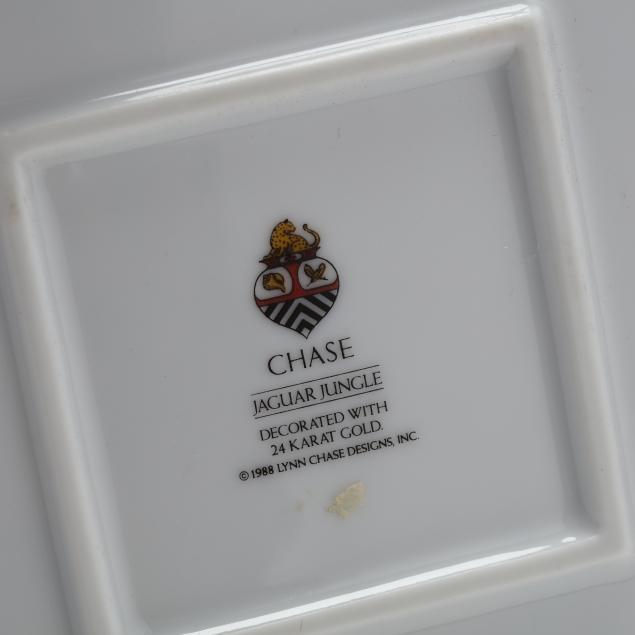 CHASE
JAGUAR JUNGLE
DECORATED WITH
24 KARAT GOLD.
© 1988 LYNN CHASE DESIGNS, INC.